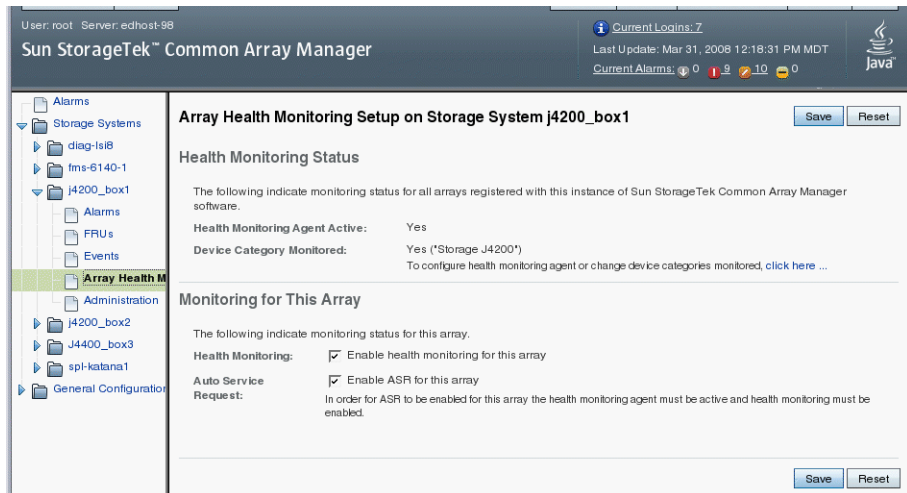 User: root Server: edhost-98
Sun StorageTek™ Common Array Manager
Current Logins: 7
Last Update: Mar 31, 2008 12:18:31 PM MDT
Current Alarms: 0 9 10 0
Java™
Alarms
Storage Systems
diag-lsi8
fms-6140-1
j4200_box1
Alarms
FRUs
Events
Array Health M
Administration
j4200_box2
J4400_box3
spl-katana1
General Configuration
Array Health Monitoring Setup on Storage System j4200_box1
Save Reset
Health Monitoring Status
The following indicate monitoring status for all arrays registered with this instance of Sun StorageTek Common Array Manager
software.
Health Monitoring Agent Active: Yes
Device Category Monitored: Yes ("Storage J4200")
To configure health monitoring agent or change device categories monitored, click here ...
Monitoring for This Array
The following indicate monitoring status for this array.
Health Monitoring: Enable health monitoring for this array
Auto Service Enable ASR for this array
Request: In order for ASR to be enabled for this array the health monitoring agent must be active and health monitoring must be
enabled.
Save Reset